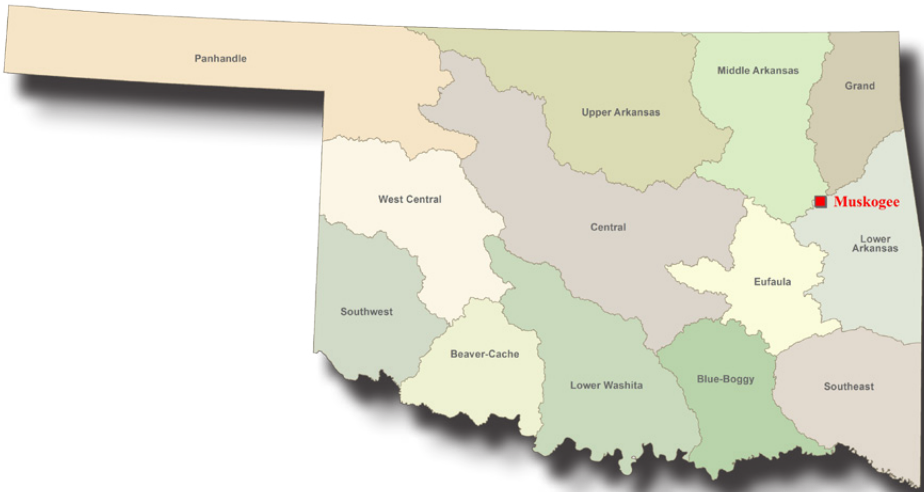 Panhandle
Middle Arkansas
Grand
Upper Arkansas
West Central
Muskogee
Central
Lower
Arkansas
Eufaula
Southwest
Beaver-Cache
Lower Washita
Blue-Boggy
Southeast